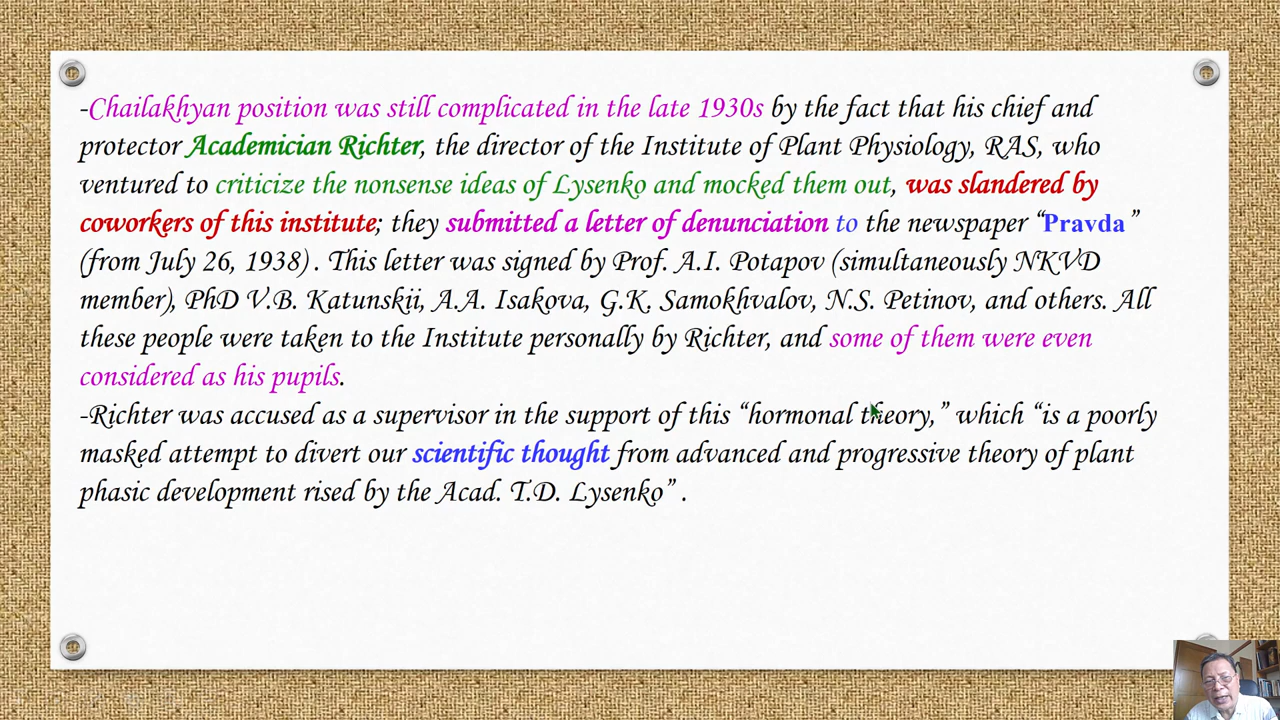 -Chailakhyan position was still complicated in the late 1930s by the fact that his chief and
protector Academician Richter, the director of the Institute of Plant Physiology, RAS, who
ventured to criticize the nonsense ideas of Lysenko and mocked them out, was slandered by
coworkers of this institute; they submitted a letter of denunciation to the newspaper “Pravda”
(from July 26, 1938) . This letter was signed by Prof. A.I. Potapov (simultaneously NKVD
member), PhD V.B. Katunskii, A.A. Isakova, G.K. Samokhvalov, N.S. Petinov, and others. All
these people were taken to the Institute personally by Richter, and some of them were even
considered as his pupils.
-Richter was accused as a supervisor in the support of this “hormonal theory,” which “is a poorly
masked attempt to divert our scientific thought from advanced and progressive theory of plant
phasic development rised by the Acad. T.D. Lysenko” .